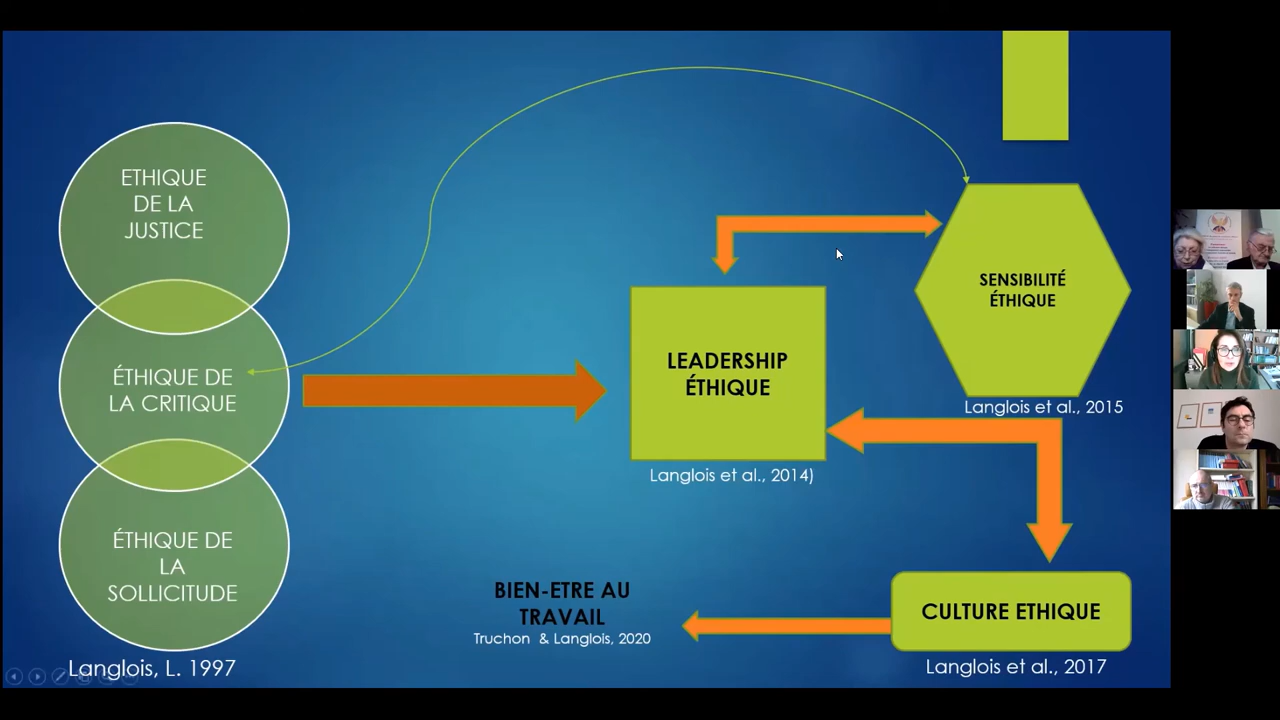 ETHIQUE
DE LA
JUSTICE
ÉTHIQUE DE
LA CRITIQUE
ÉTHIQUE DE
LA
SOLLICITUDE
Langlois, L. 1997
LEADERSHIP
ÉTHIQUE
Langlois et al., 2014)
SENSIBILITÉ
ÉTHIQUE
Langlois et al., 2015
BIEN-ETRE AU
TRAVAIL
Truchon & Langlois, 2020
CULTURE ETHIQUE
Langlois et al., 2017